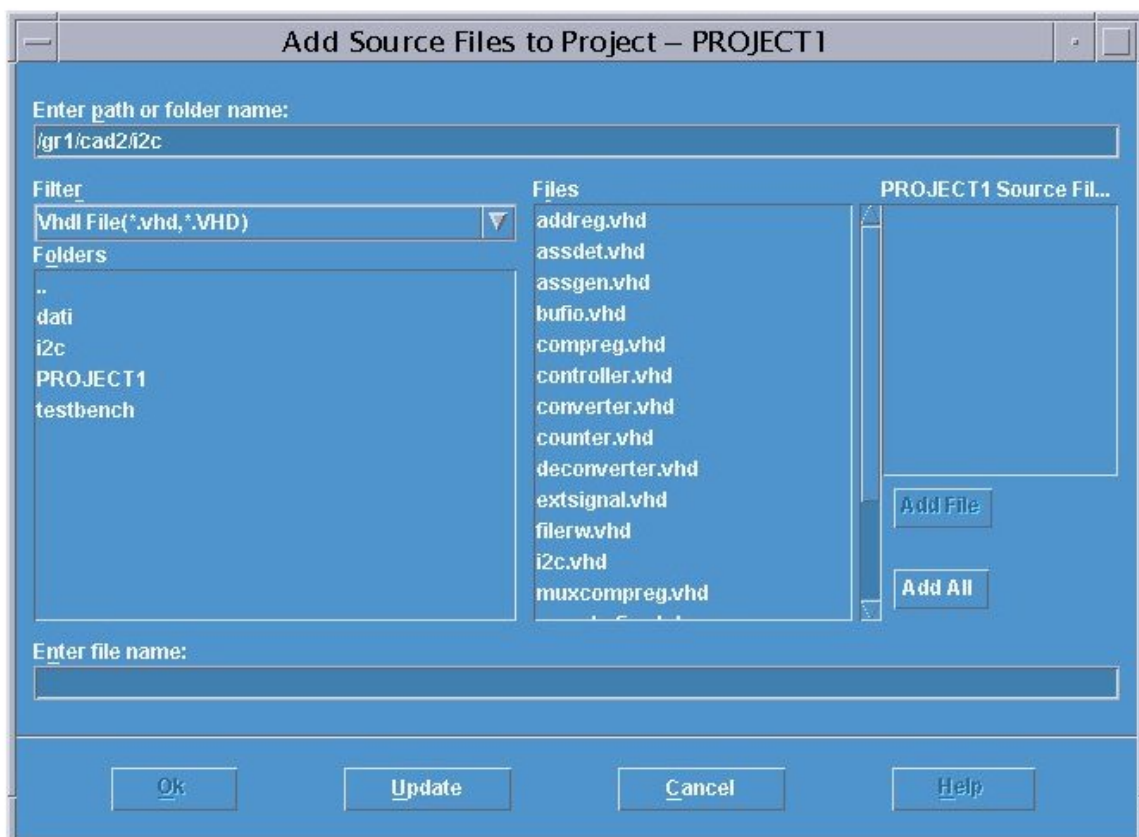 Add Source Files to Project – PROJECT1
Enter path or folder name:
/gr1/cad2/i2c
Filter
Vhdl File(*.vhd,*.VHD)
Folders
..
dati
i2c
PROJECT1
testbench
Files
addreg.vhd
assdet.vhd
assgen.vhd
bufio.vhd
compreg.vhd
controller.vhd
converter.vhd
counter.vhd
deconverter.vhd
extsignal.vhd
filerw.vhd
i2c.vhd
muxcompreg.vhd
PROJECT1 Source Fil...
Add File
Add All
Enter file name:
Ok
Update
Cancel
Help